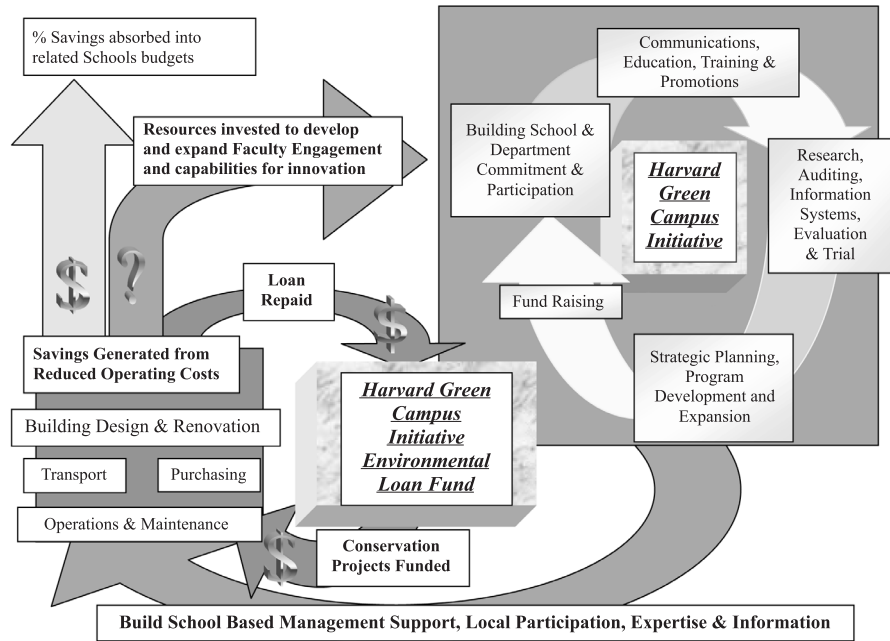 % Savings absorbed into
related Schools budgets
Resources invested to develop
and expand Faculty Engagement
and capabilities for innovation
$
?
Loan
Repaid
$
Savings Generated from
Reduced Operating Costs
Building Design & Renovation
Transport
Purchasing
Operations & Maintenance
Harvard Green
Campus
Initiative
Environmental
Loan Fund
$
Conservation
Projects Funded
Communications,
Education, Training &
Promotions
Building School &
Department
Commitment &
Participation
Harvard
Green
Campus
Initiative
Research,
Auditing,
Information
Systems,
Evaluation
& Trial
Fund Raising
Strategic Planning,
Program
Development and
Expansion
Build School Based Management Support, Local Participation, Expertise & Information